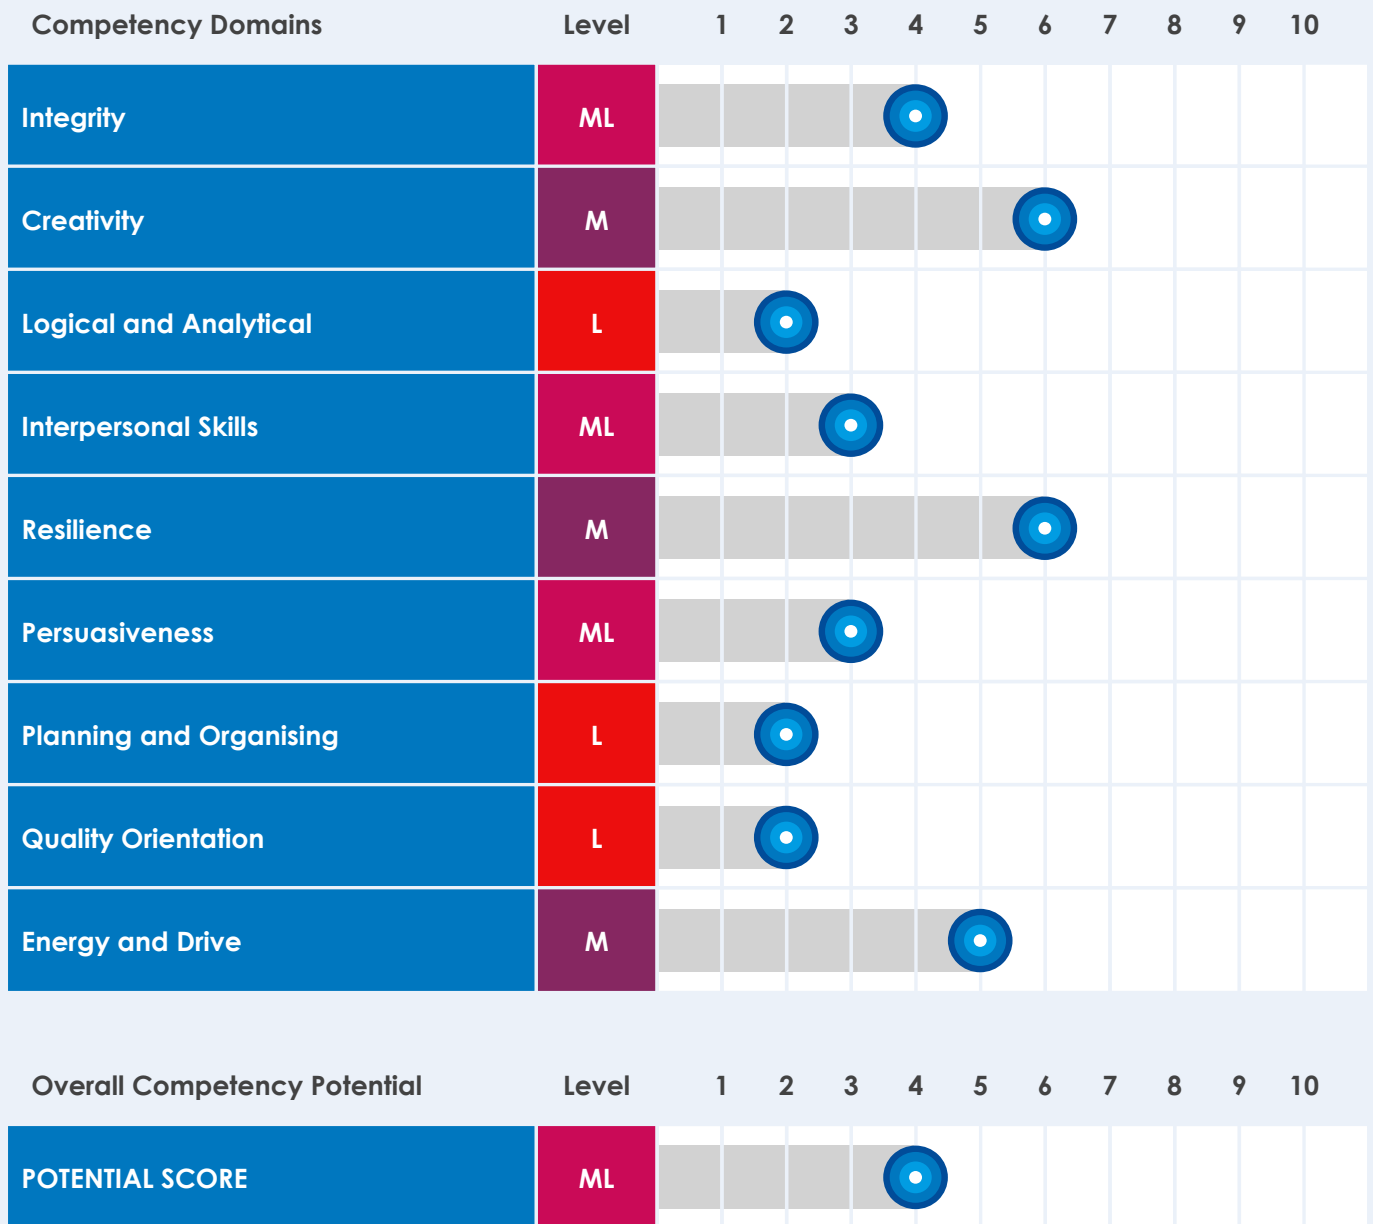 Competency Domains Level 1 2 3 4 5 6 7 8 9 10
Integrity ML
Creativity M
Logical and Analytical L
Interpersonal Skills ML
Resilience M
Persuasiveness ML
Planning and Organising L
Quality Orientation L
Energy and Drive M
Overall Competency Potential Level 1 2 3 4 5 6 7 8 9 10
POTENTIAL SCORE ML